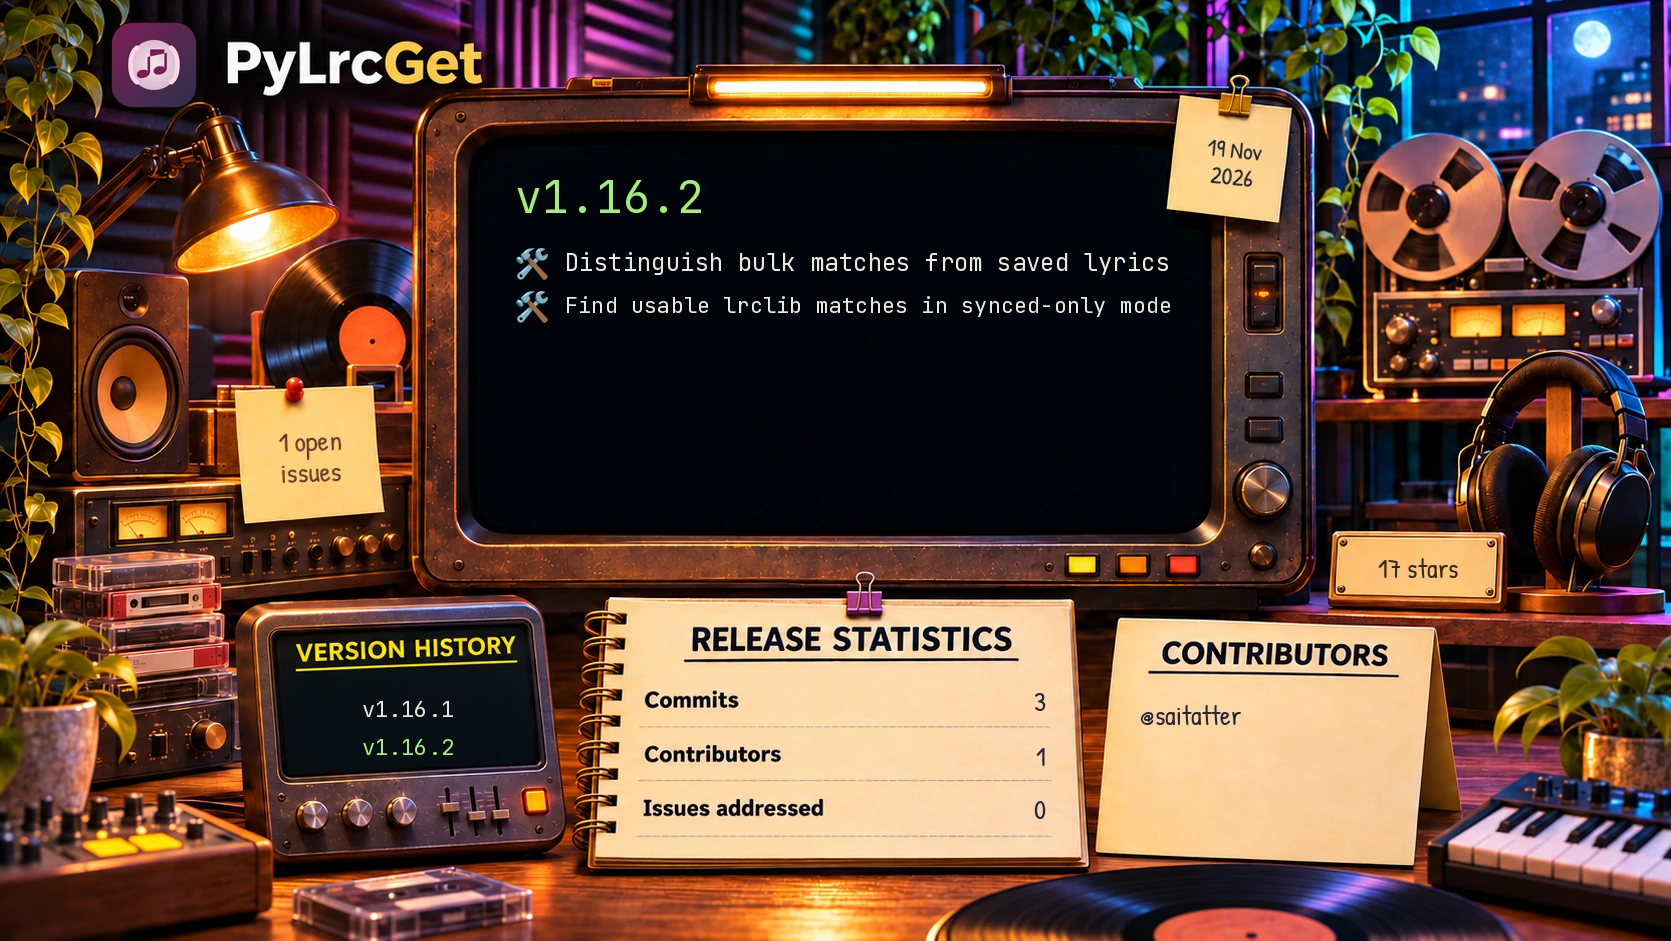 PyLrcGet
19 Nov
2026
v1.16.2
Distinguish bulk matches from saved lyrics
Find usable lrclib matches in synced-only mode
1 open
issues
17 stars
VERSION HISTORY
v1.16.1
v1.16.2
RELEASE STATISTICS
Commits 3
Contributors 1
Issues addressed 0
CONTRIBUTORS
@saitatter